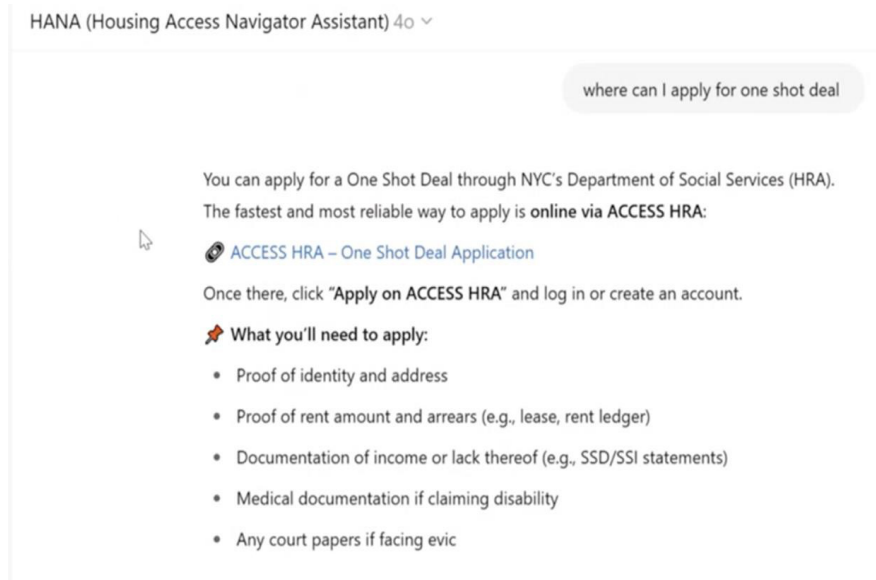 HANA (Housing Access Navigator Assistant) 4o
where can I apply for one shot deal
You can apply for a One Shot Deal through NYC's Department of Social Services (HRA).
The fastest and most reliable way to apply is online via ACCESS HRA:
ACCESS HRA – One Shot Deal Application
Once there, click "Apply on ACCESS HRA" and log in or create an account.
What you'll need to apply:
• Proof of identity and address
• Proof of rent amount and arrears (e.g., lease, rent ledger)
• Documentation of income or lack thereof (e.g., SSD/SSI statements)
• Medical documentation if claiming disability
• Any court papers if facing evic